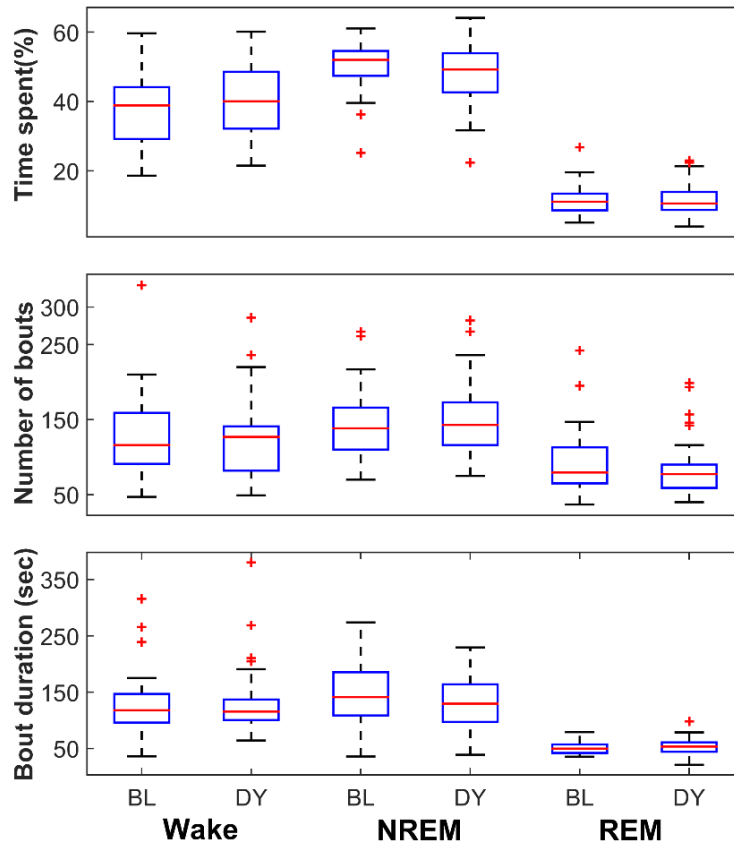 Time spent(%)
60
40
20
Number of bouts
300
250
150
50
Bout duration (sec)
350
250
150
50
BL DY BL DY BL DY
Wake NREM REM